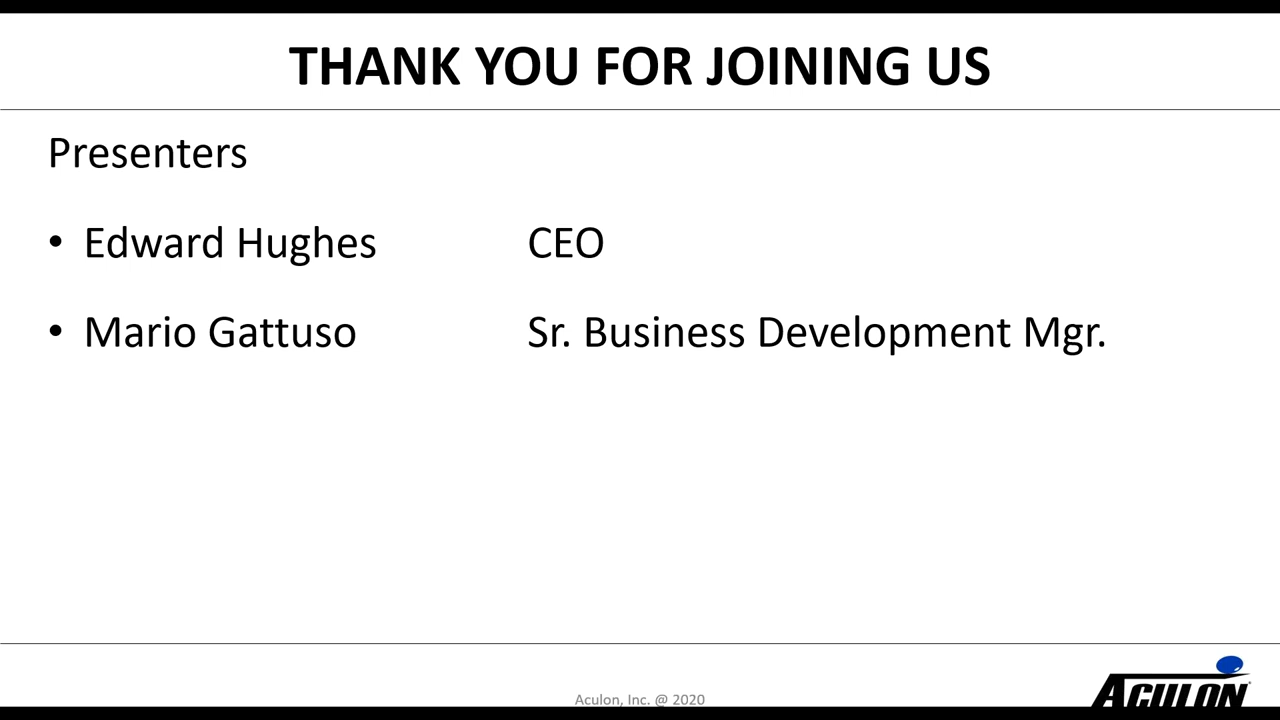 THANK YOU FOR JOINING US
Presenters
• Edward Hughes CEO
• Mario Gattuso Sr. Business Development Mgr.
Aculon, Inc. @ 2020
ACULON